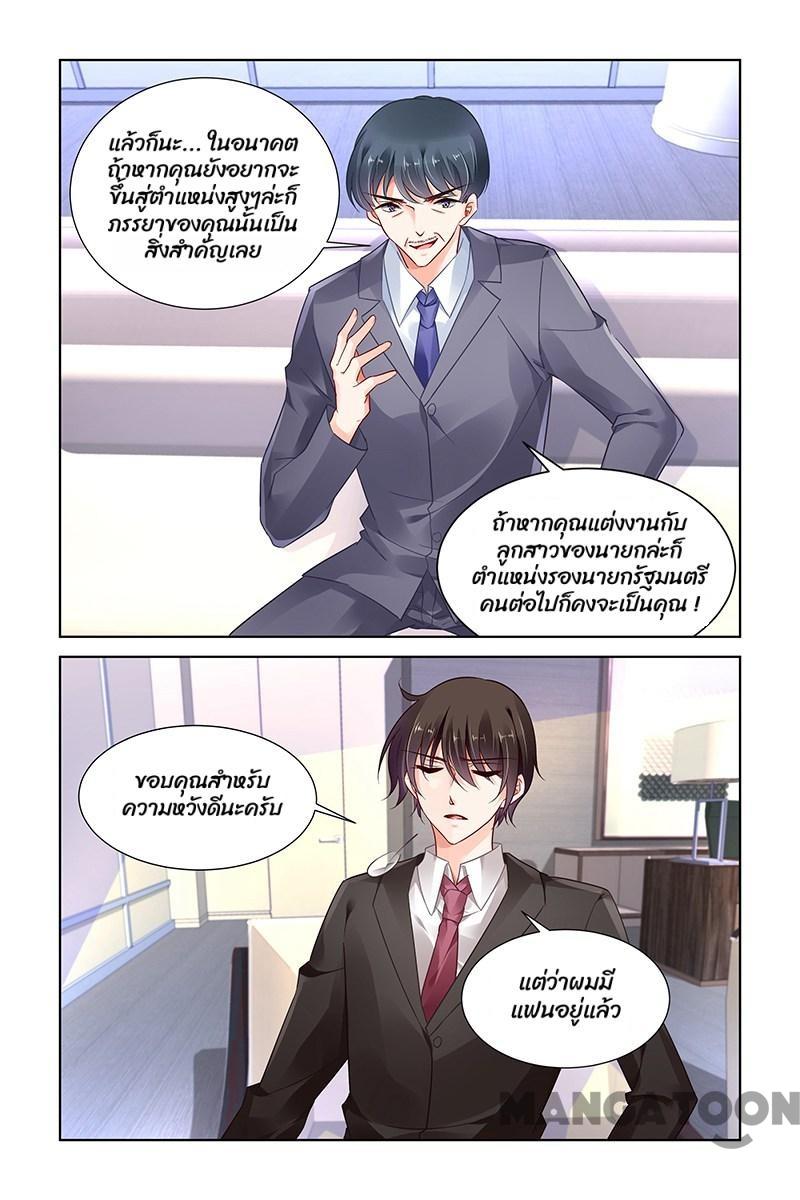 แล้วก็นะ... ในอนาคต
ถ้าหากคุณยังอยากจะ
ขึ้นสู่ตำแหน่งสูงๆล่ะก็
ภรรยาของคุณนั้นเป็น
สิ่งสำคัญเลย
ถ้าหากคุณแต่งงานกับ
ลูกสาวของนายกล่ะก็
ตำแหน่งรองนายกรัฐมนตรี
คนต่อไปก็คงจะเป็นคุณ !
ขอบคุณสำหรับ
ความหวังดีนะครับ
แต่ว่าผมมี
แฟนอยู่แล้ว
MANGATOON